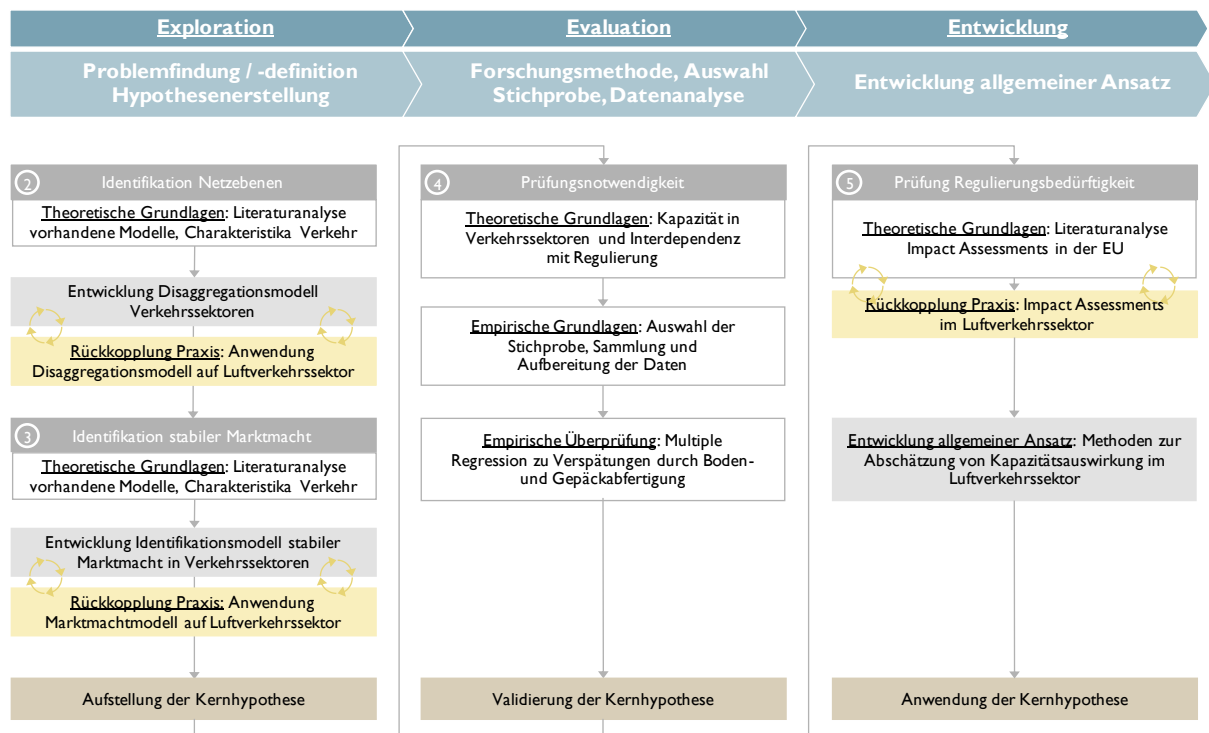 Exploration
Evaluation
Entwicklung
Problemfindung / -definition
Hypothesenerstellung
Forschungsmethode, Auswahl
Stichprobe, Datenanalyse
Entwicklung allgemeiner Ansatz
2 Identifikation Netzebenen
Theoretische Grundlagen: Literaturanalyse
vorhandene Modelle, Charakteristika Verkehr
Entwicklung Disaggregationsmodell
Verkehrssektoren
Rückkopplung Praxis: Anwendung
Disaggregationsmodell auf Luftverkehrssektor
3 Identifikation stabiler Marktmacht
Theoretische Grundlagen: Literaturanalyse
vorhandene Modelle, Charakteristika Verkehr
Entwicklung Identifikationsmodell stabiler
Marktmacht in Verkehrssektoren
Rückkopplung Praxis: Anwendung
Marktmachtmodell auf Luftverkehrssektor
Aufstellung der Kernhypothese
4 Prüfungsnotwendigkeit
Theoretische Grundlagen: Kapazität in
Verkehrssektoren und Interdependenz
mit Regulierung
Empirische Grundlagen: Auswahl der
Stichprobe, Sammlung und
Aufbereitung der Daten
Empirische Überprüfung: Multiple
Regression zu Verspätungen durch Boden-
und Gepäckabfertigung
Validierung der Kernhypothese
5 Prüfung Regulierungsbedürftigkeit
Theoretische Grundlagen: Literaturanalyse
Impact Assessments in der EU
Rückkopplung Praxis: Impact Assessments
im Luftverkehrssektor
Entwicklung allgemeiner Ansatz: Methoden zur
Abschätzung von Kapazitätsauswirkung im
Luftverkehrssektor
Anwendung der Kernhypothese